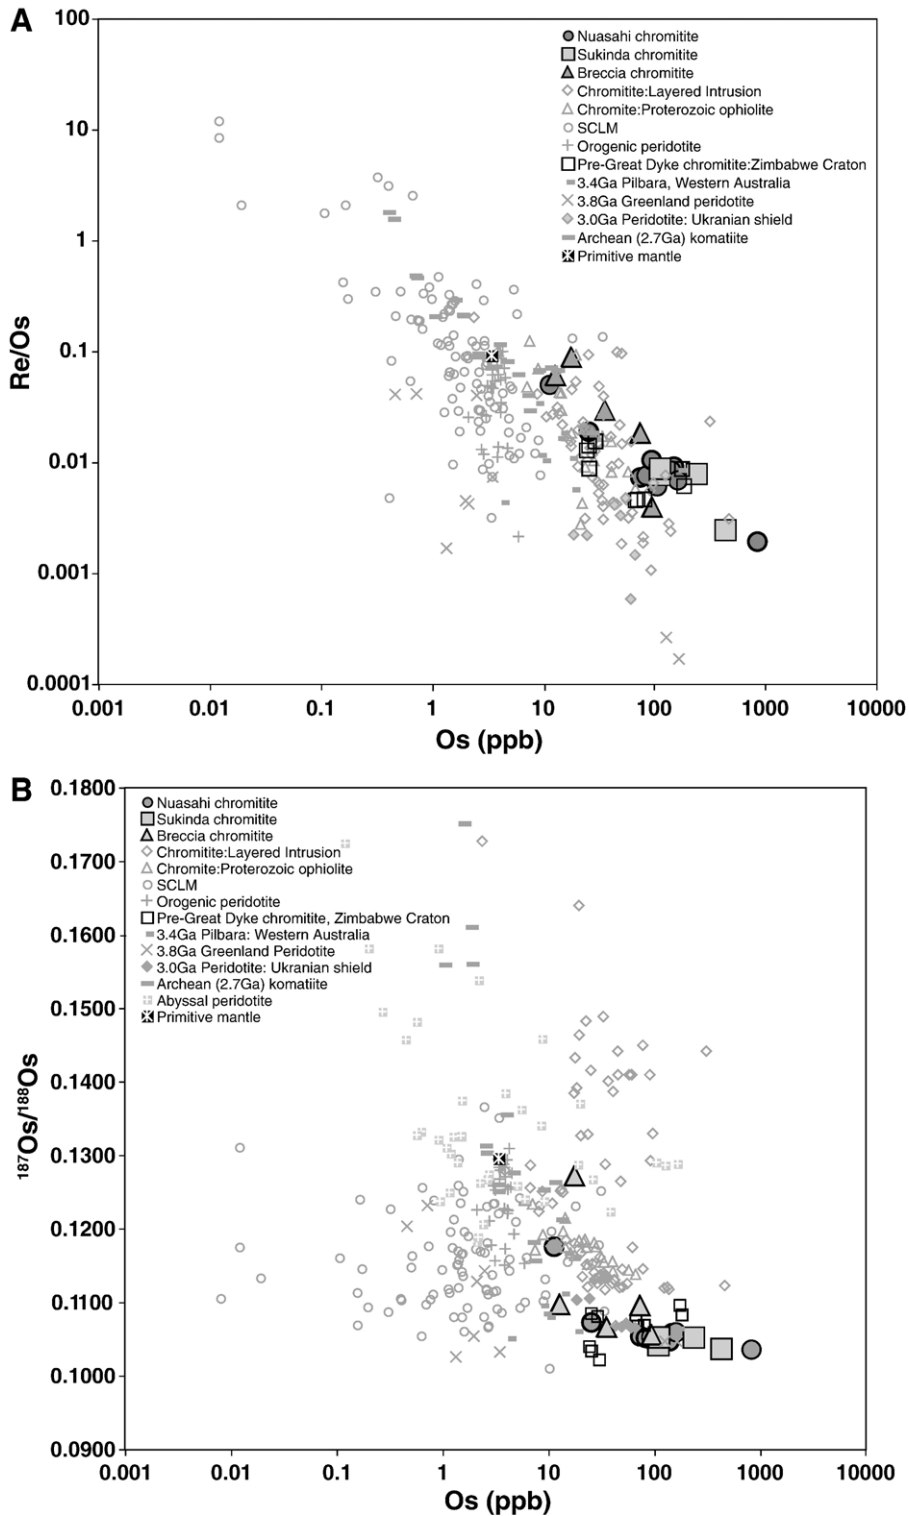 A
100
10
1
0.1
0.01
0.001
0.0001
Re/Os
Nuasahi chromitite
Sukinda chromitite
Breccia chromitite
Chromitite:Layered Intrusion
Chromite:Proterozoic ophiolite
SCLM
Orogenic peridotite
Pre-Great Dyke chromitite:Zimbabwe Craton
3.4Ga Pilbara, Western Australia
3.8Ga Greenland peridotite
3.0Ga Peridotite: Ukranian shield
Archean (2.7Ga) komatiite
Primitive mantle
0.001 0.01 0.1 1 10 100 1000 10000
Os (ppb)
B
0.1800
0.1700
0.1600
0.1500
0.1400
0.1300
0.1200
0.1100
0.1000
0.0900
187Os/188Os
Nuasahi chromitite
Sukinda chromitite
Breccia chromitite
Chromitite:Layered Intrusion
Chromite:Proterozoic ophiolite
SCLM
Orogenic peridotite
Pre-Great Dyke chromitite, Zimbabwe Craton
3.4Ga Pilbara: Western Australia
3.8Ga Greenland Peridotite
3.0Ga Peridotite: Ukranian shield
Archean (2.7Ga) komatiite
Abyssal peridotite
Primitive mantle
0.001 0.01 0.1 1 10 100 1000 10000
Os (ppb)